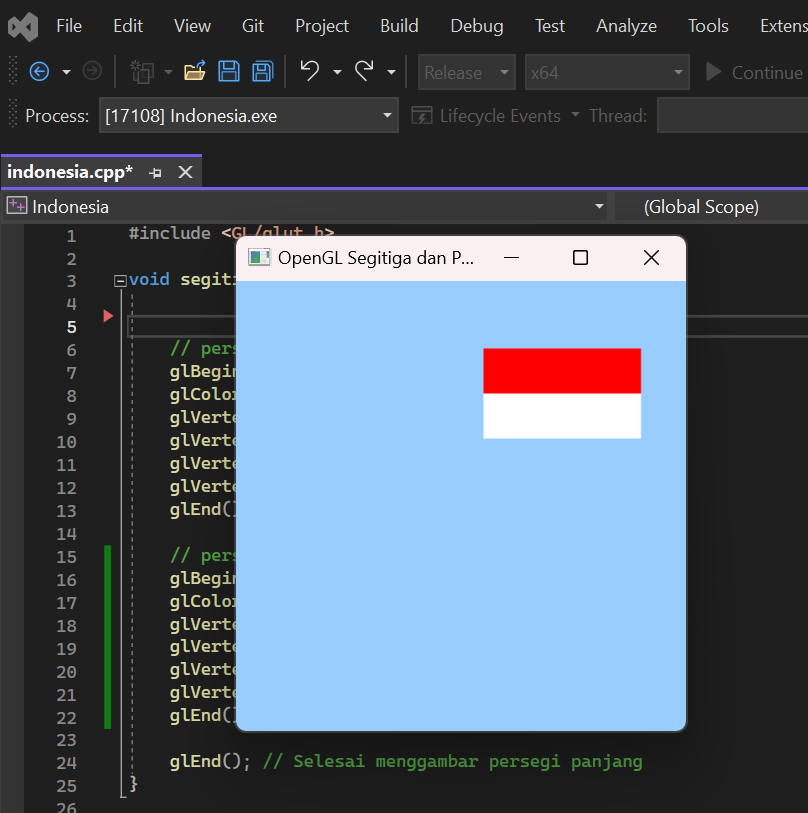 File Edit View Git Project Build Debug Test Analyze Tools Extens
Release x64 Continue
Process: [17108] Indonesia.exe Lifecycle Events Thread:
indonesia.cpp*
Indonesia (Global Scope)
1 #include <GL/glut.h>
OpenGL Segitiga dan P...
2
3 void segiti
4
5
6 // pers
7 glBegin
8 glColor
9 glVerte
10 glVerte
11 glVerte
12 glVerte
13 glEnd()
14
15 // pers
16 glBegin
17 glColor
18 glVerte
19 glVerte
20 glVerte
21 glVerte
22 glEnd()
23
24 glEnd(); // Selesai menggambar persegi panjang
25 }
26